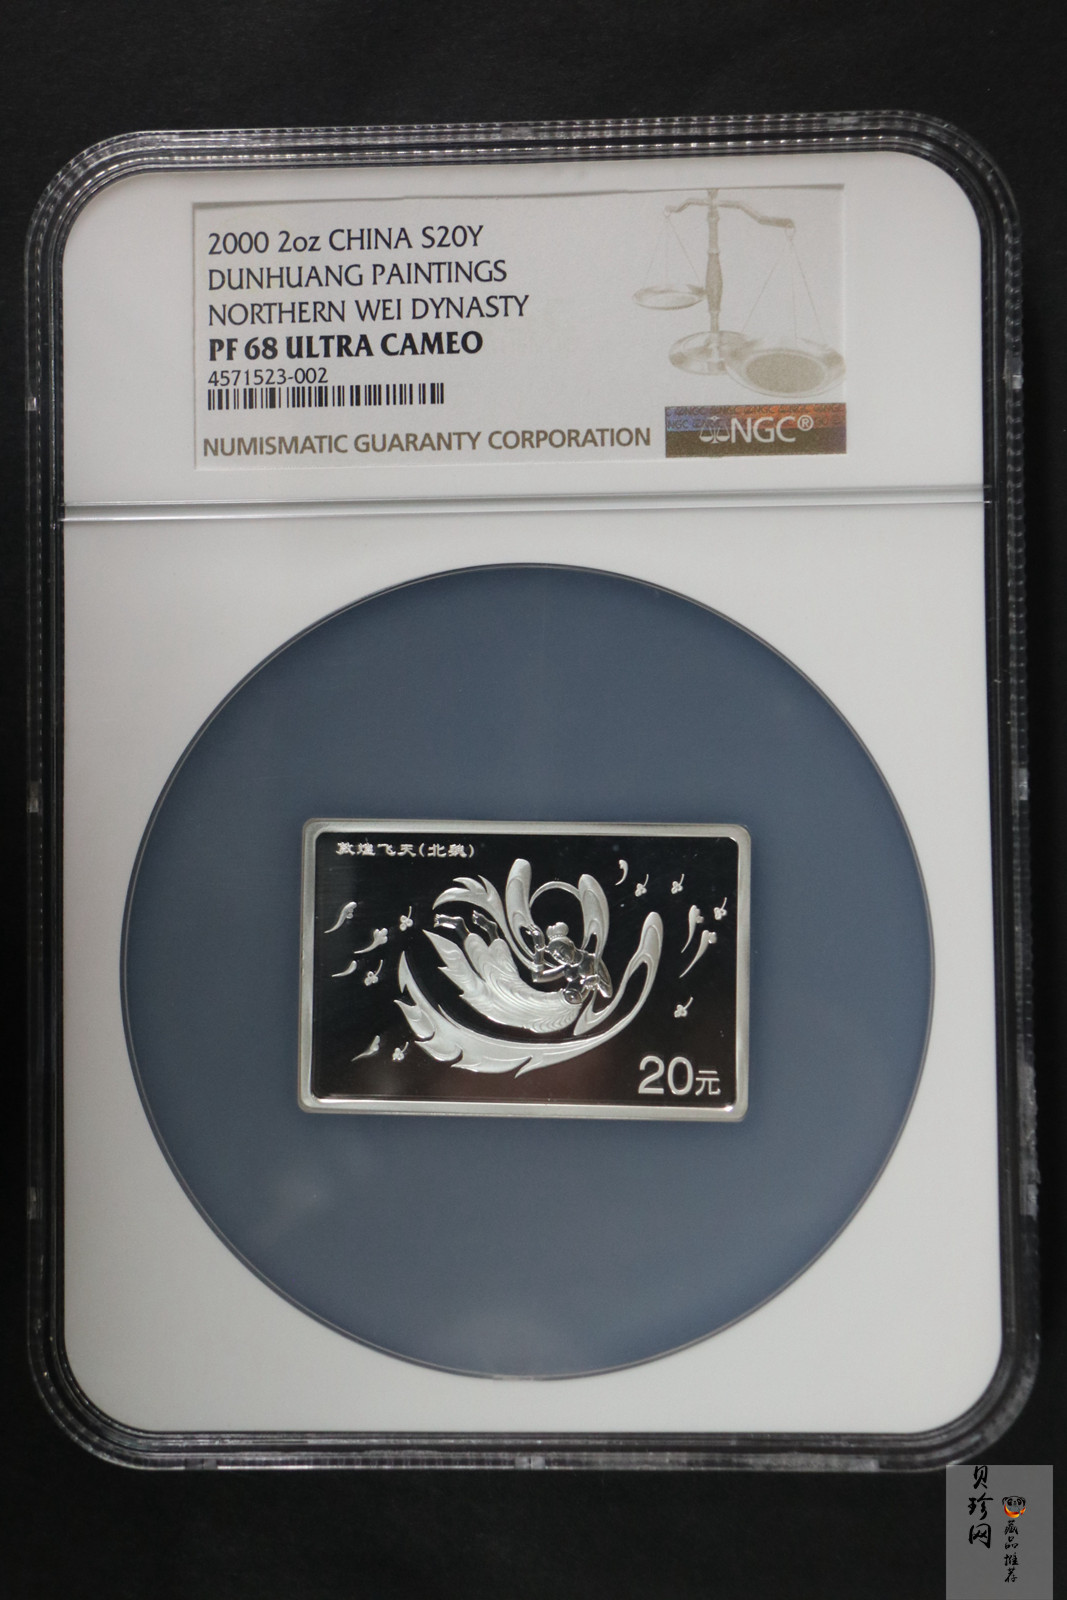 2000 2oz CHINA S20Y
DUNHUANG PAINTINGS
NORTHERN WEI DYNASTY
PF 68 ULTRA CAMEO
4571523-002
NUMISMATIC GUARANTY CORPORATION
NGC®
敦煌飞天(北魏)
20元
贝珍网
藏品推荐